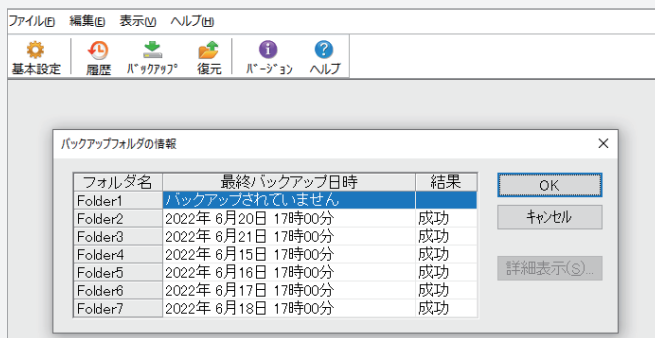 ファイル(F) 編集(E) 表示(V) ヘルプ(H)
基本設定 履歴 ﾊﾞｯｸｱｯﾌﾟ 復元 ﾊﾞｰｼﾞｮﾝ ヘルプ
バックアップフォルダの情報
フォルダ名 最終バックアップ日時 結果
Folder1 バックアップされていません
Folder2 2022年 6月20日 17時00分 成功
Folder3 2022年 6月21日 17時00分 成功
Folder4 2022年 6月15日 17時00分 成功
Folder5 2022年 6月16日 17時00分 成功
Folder6 2022年 6月17日 17時00分 成功
Folder7 2022年 6月18日 17時00分 成功
OK
ｷｬﾝｾﾙ
詳細表示(S)...